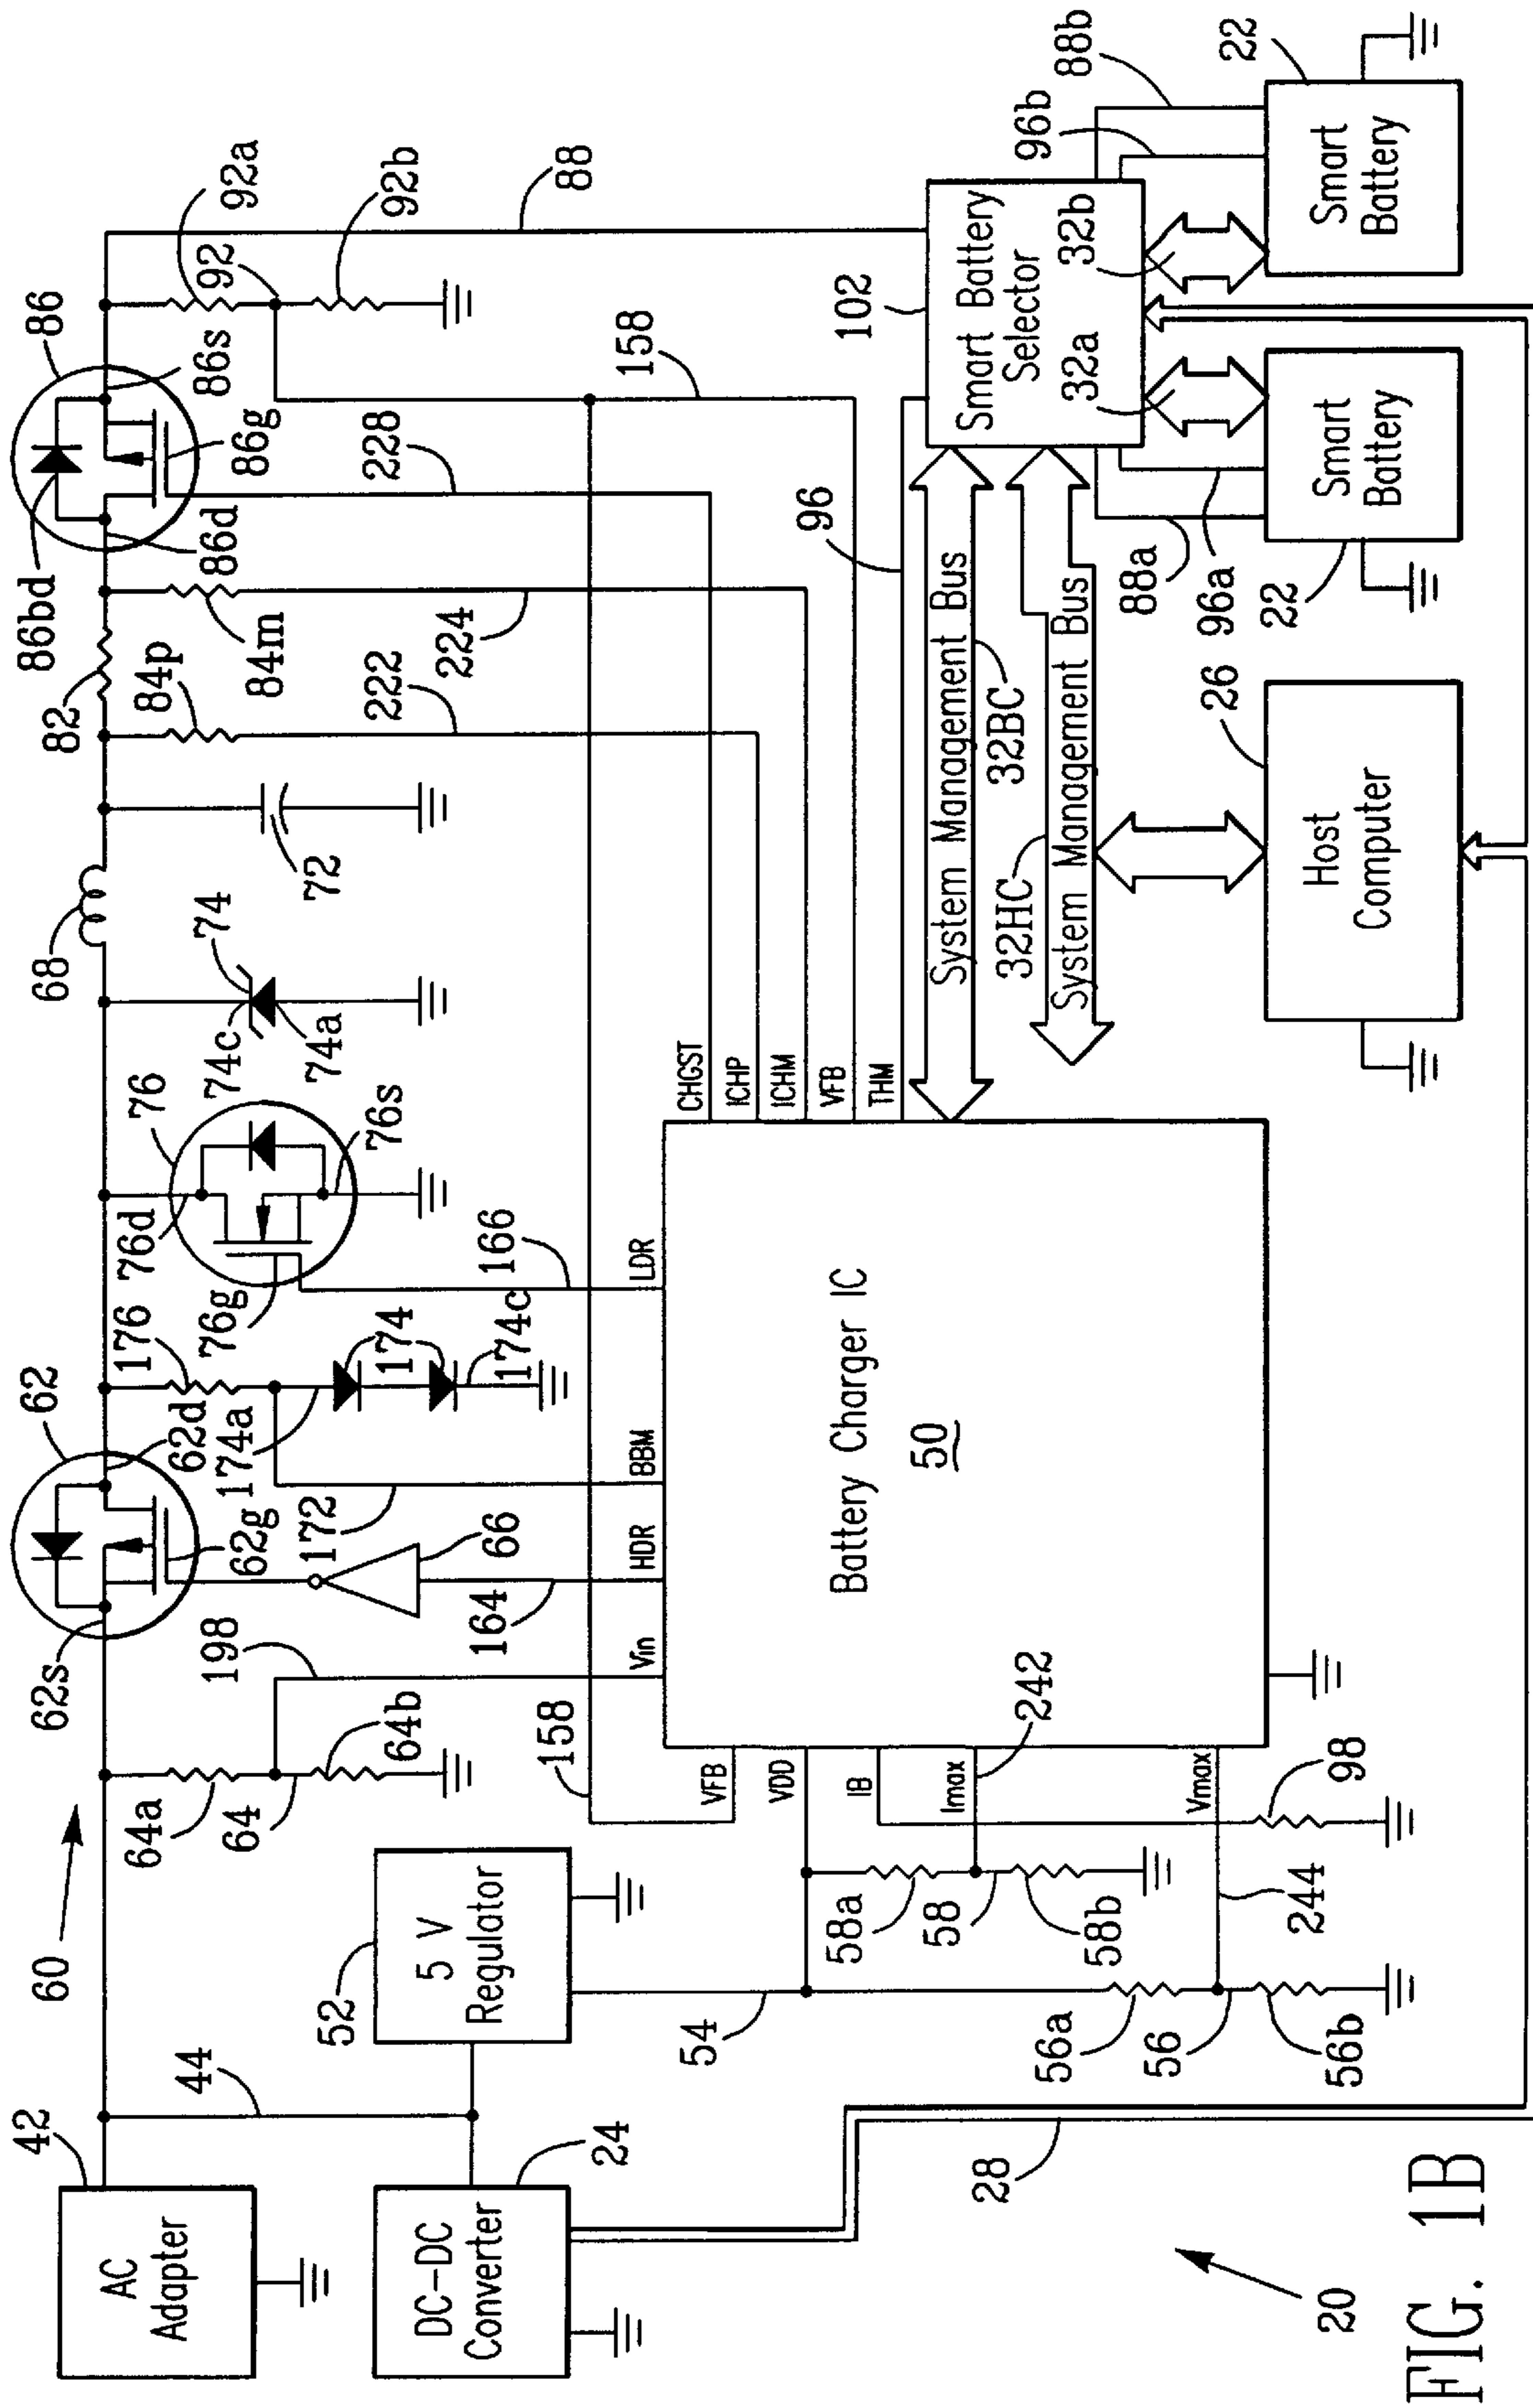 42
AC
Adapter
44
DC-DC
Converter
24
52
5 V
Regulator
60
64a
64
64b
62s
198
62
62g
62d
66
164
172
176
174a
174
174c
76
76d
76g
76s
166
74
74c
74a
68
72
82
84p
84m
222
224
86
86bd
86d
86g
86s
228
92a
92
92b
88
158
158
Vin
HDR
BBM
LDR
CHGST
ICHP
ICHM
VFB
THM
VFB
VDD
IB
Imax
Vmax
242
244
98
58a
58
58b
54
56a
56
56b
28
Battery Charger IC
50
96
102
Smart Battery
Selector
32a
32b
System Management Bus
32BC
32HC
System Management Bus
88a
96a
96b
88b
26
Host
Computer
22
Smart
Battery
22
Smart
Battery
20
FIG. 1B